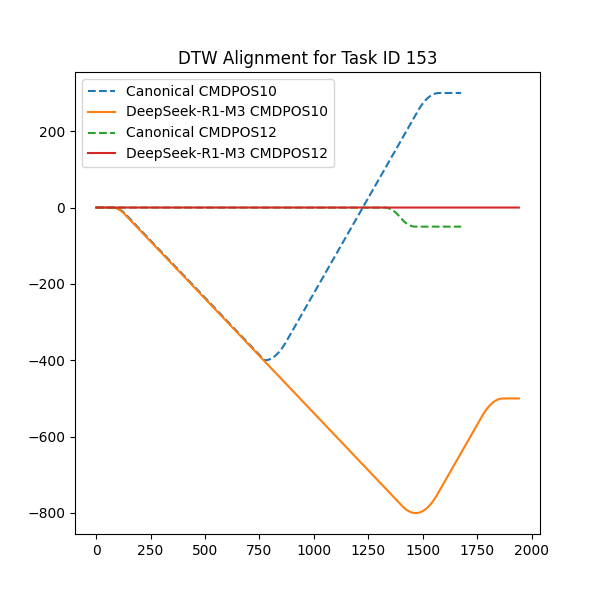 DTW Alignment for Task ID 153
Canonical CMDPOS10
DeepSeek-R1-M3 CMDPOS10
Canonical CMDPOS12
DeepSeek-R1-M3 CMDPOS12
200
0
−200
−400
−600
−800
0 250 500 750 1000 1250 1500 1750 2000